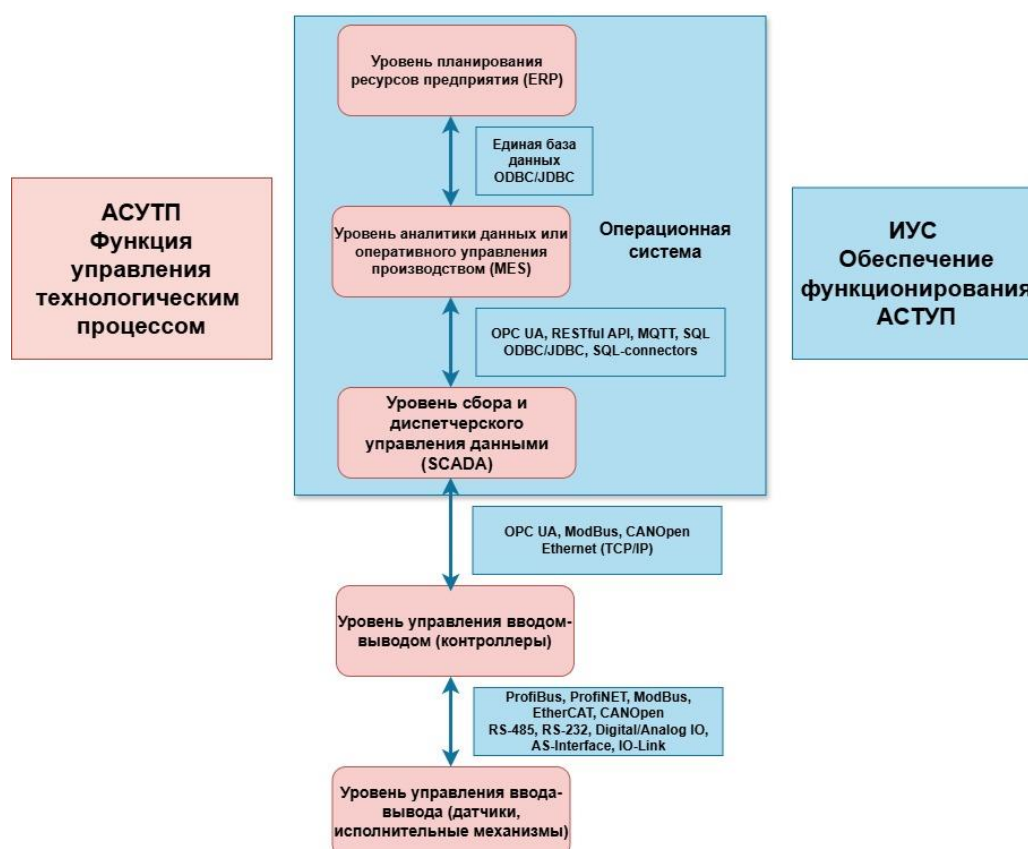 Уровень планирования
ресурсов предприятия (ERP)
Единая база
данных
ODBC/JDBC
АСУТП
Функция
управления
технологическим
процессом
Уровень аналитики данных или
оперативного управления
производством (MES)
Операционная
система
ИУС
Обеспечение
функционирования
АСТУП
OPC UA, RESTful API, MQTT, SQL
ODBC/JDBC, SQL-connectors
Уровень сбора и
диспетчерского
управления данными
(SCADA)
OPC UA, ModBus, CANOpen
Ethernet (TCP/IP)
Уровень управления вводом-
выводом (контроллеры)
ProfiBus, ProfiNET, ModBus,
EtherCAT, CANOpen
RS-485, RS-232, Digital/Analog IO,
AS-Interface, IO-Link
Уровень управления ввода-
вывода (датчики,
исполнительные механизмы)